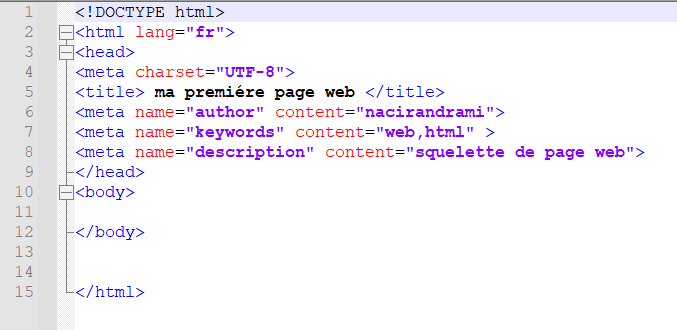 1 <!DOCTYPE html>
2 <html lang="fr">
3 <head>
4 <meta charset="UTF-8">
5 <title> ma premiére page web </title>
6 <meta name="author" content="nacirandrami">
7 <meta name="keywords" content="web,html" >
8 <meta name="description" content="squelette de page web">
9 </head>
10 <body>
11
12 </body>
13
14
15 </html>